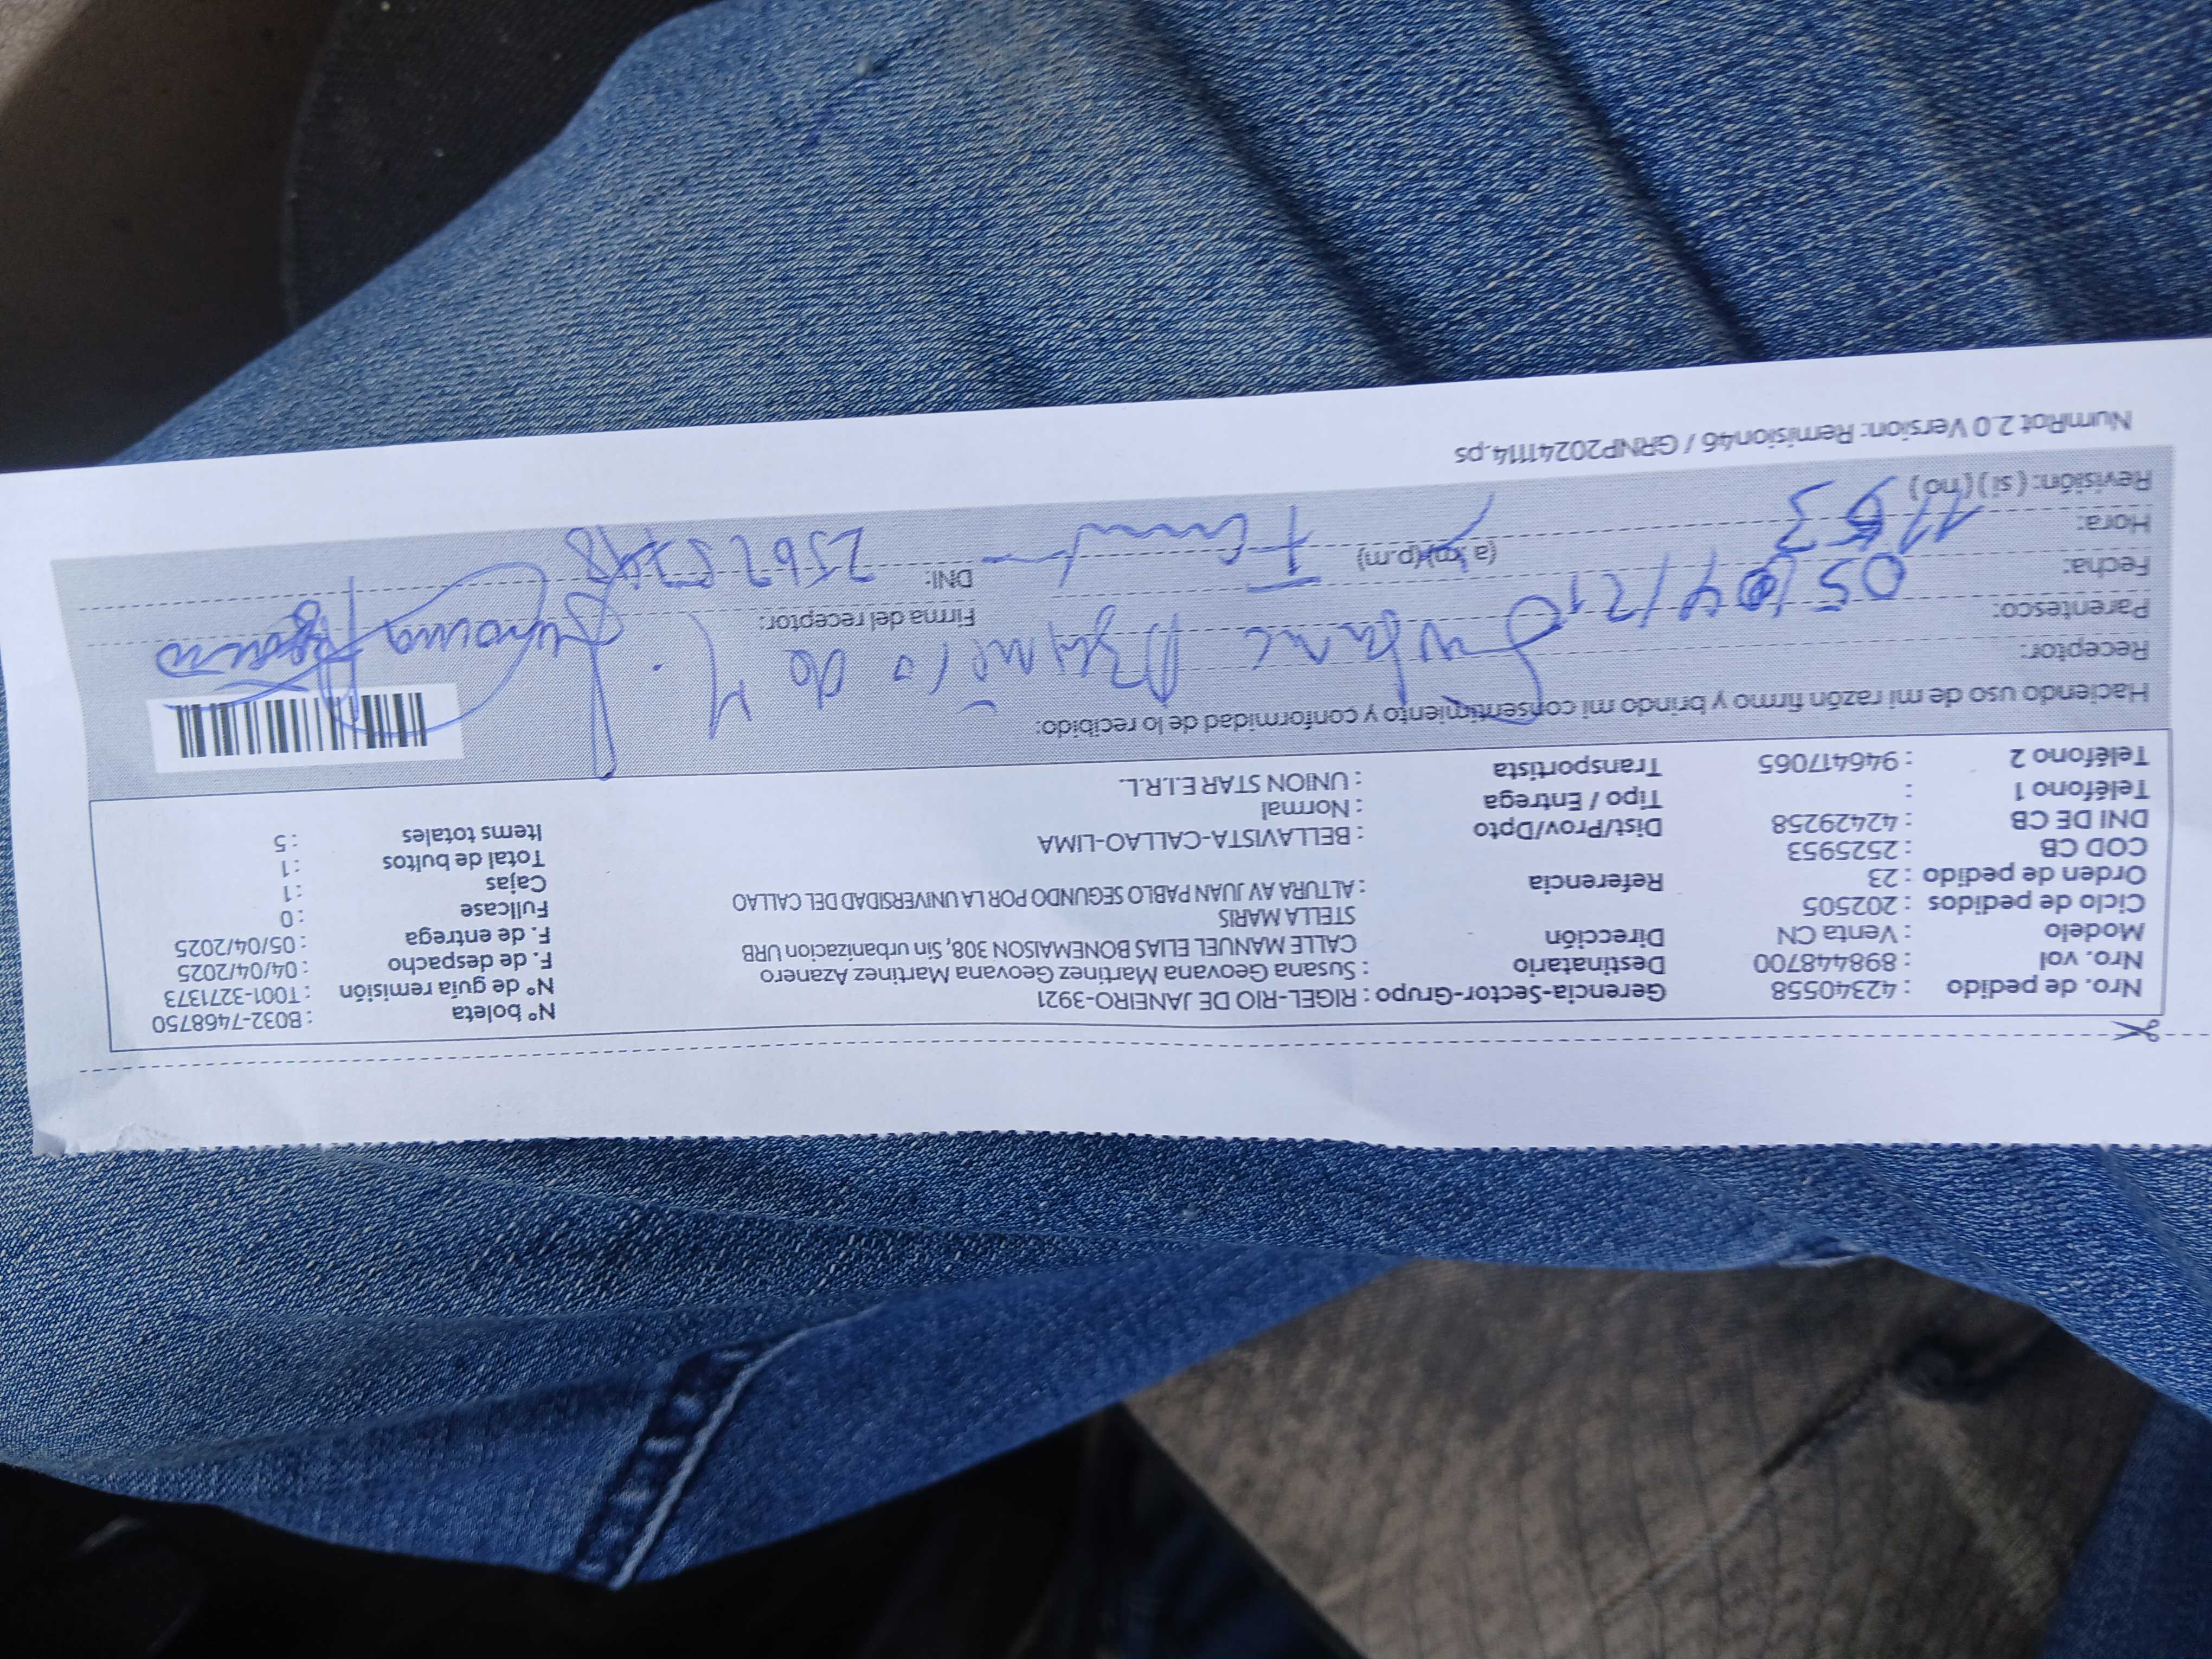 Nro. de pedido : 42340558 Gerencia-Sector-Grupo : RIGEL-RIO DE JANEIRO-3921 N° boleta : B032-7468750
Nro. vol : 898448700 Destinatario : Susana Geovana Martinez Geovana Martinez Azanero N° de guía remisión : T001-3271373
Modelo : Venta CN Dirección CALLE MANUEL ELIAS BONEMAISON 308, Sin urbanizacion URB F. de despacho : 04/04/2025
Ciclo de pedidos : 202505 STELLA MARIS F. de entrega : 05/04/2025
Orden de pedido : 23 Referencia : ALTURA AV JUAN PABLO SEGUNDO POR LA UNIVERSIDAD DEL CALLAO Fullcase : 0
COD CB : 2525953 Cajas : 1
DNI DE CB : 42429258 Dist/Prov/Dpto : BELLAVISTA-CALLAO-LIMA Total de bultos : 1
Teléfono 1 : Tipo / Entrega : Normal Items totales : 5
Teléfono 2 : 946417065 Transportista : UNION STAR E.I.R.L.
Haciendo uso de mi razón firmo y brindo mi consentimiento y conformidad de lo recibido:
Receptor:
Parentesco: Firma del receptor:
Fecha: 05/04/21 DNI:
Hora: (a.m)(p.m)
Revisión: (si) (no)
NumRot 2.0 Version: Remision46 / GRNP20241114.ps